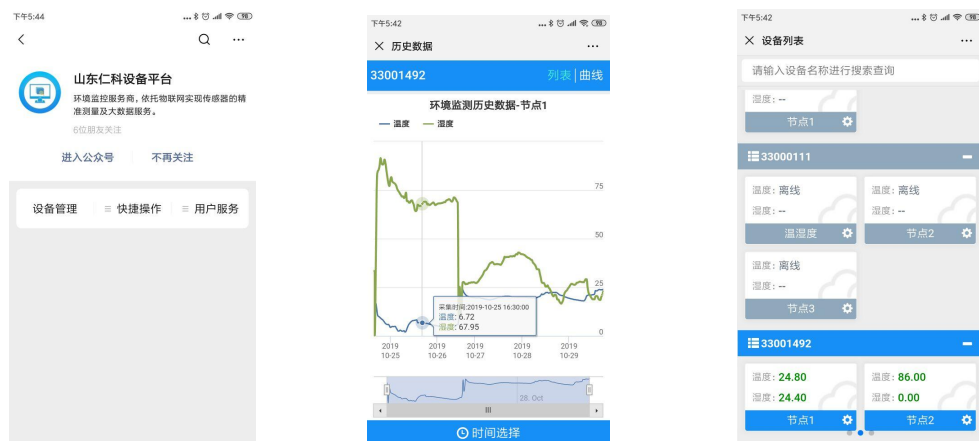 下午5:44
... 90
山东仁科设备平台
环境监控服务商,依托物联网实现传感器的精
准测量及大数据服务。
6位朋友关注
进入公众号 不再关注
设备管理 快捷操作 用户服务
下午5:42
... 90
历史数据
33001492
列表|曲线
环境监测历史数据-节点1
温度 湿度
75
50
25
0
采集时间:2019-10-25 16:30:00
温度: 6.72
湿度: 67.95
2019 2019 2019 2019 2019
10-25 10-26 10-27 10-28 10-29
28. Oct
时间选择
下午5:42
... 90
设备列表
请输入设备名称进行搜索查询
湿度: --
节点1
33000111
温度: 离线 温度: 离线
湿度: -- 湿度: --
温湿度 节点2
温度: 离线
湿度: --
节点3
33001492
温度: 24.80 温度: 86.00
湿度: 24.40 湿度: 0.00
节点1 节点2